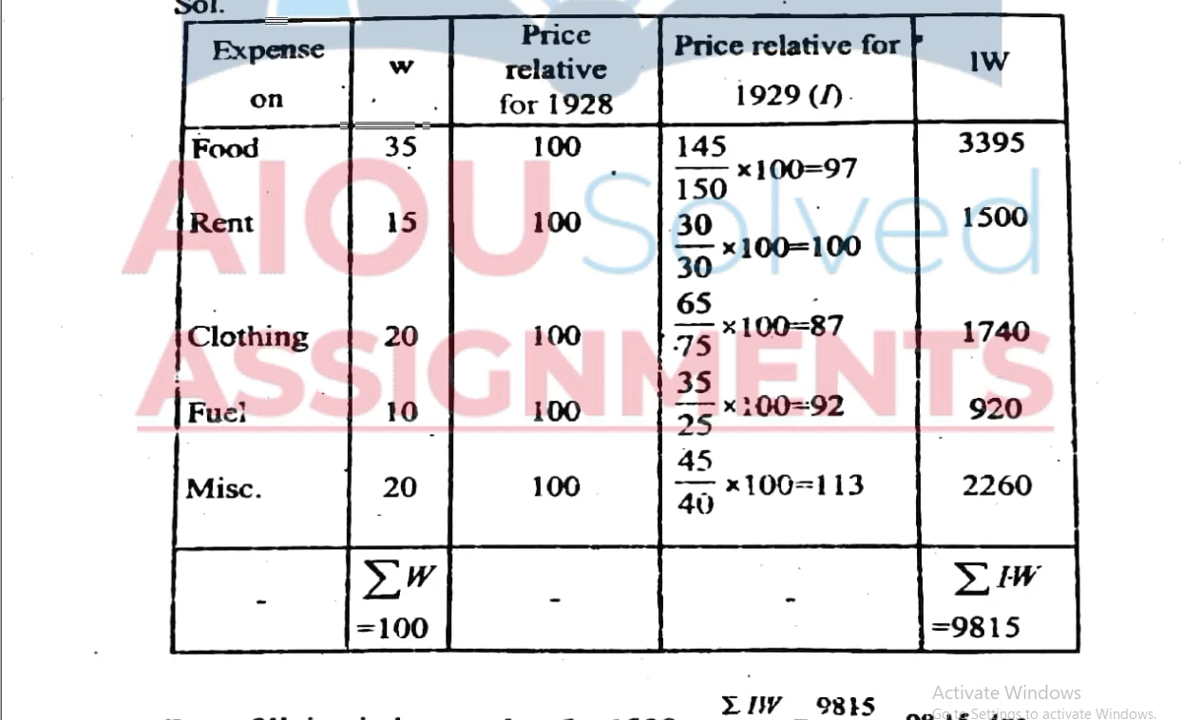 Sol.
Expense on
w
Price relative for 1928
Price relative for 1929 (I)
IW
Food 35 100 145/150 ×100=97 3395
Rent 15 100 30/30 ×100=100 1500
Clothing 20 100 65/75 ×100=87 1740
Fuel 10 100 35/25 ×100=92 920
Misc. 20 100 45/40 ×100=113 2260
- ∑W =100 - - ∑I·W =9815
AIOU Solved
ASSIGNMENTS
Σ IW 9815
Activate Windows
Go to Settings to activate Windows.